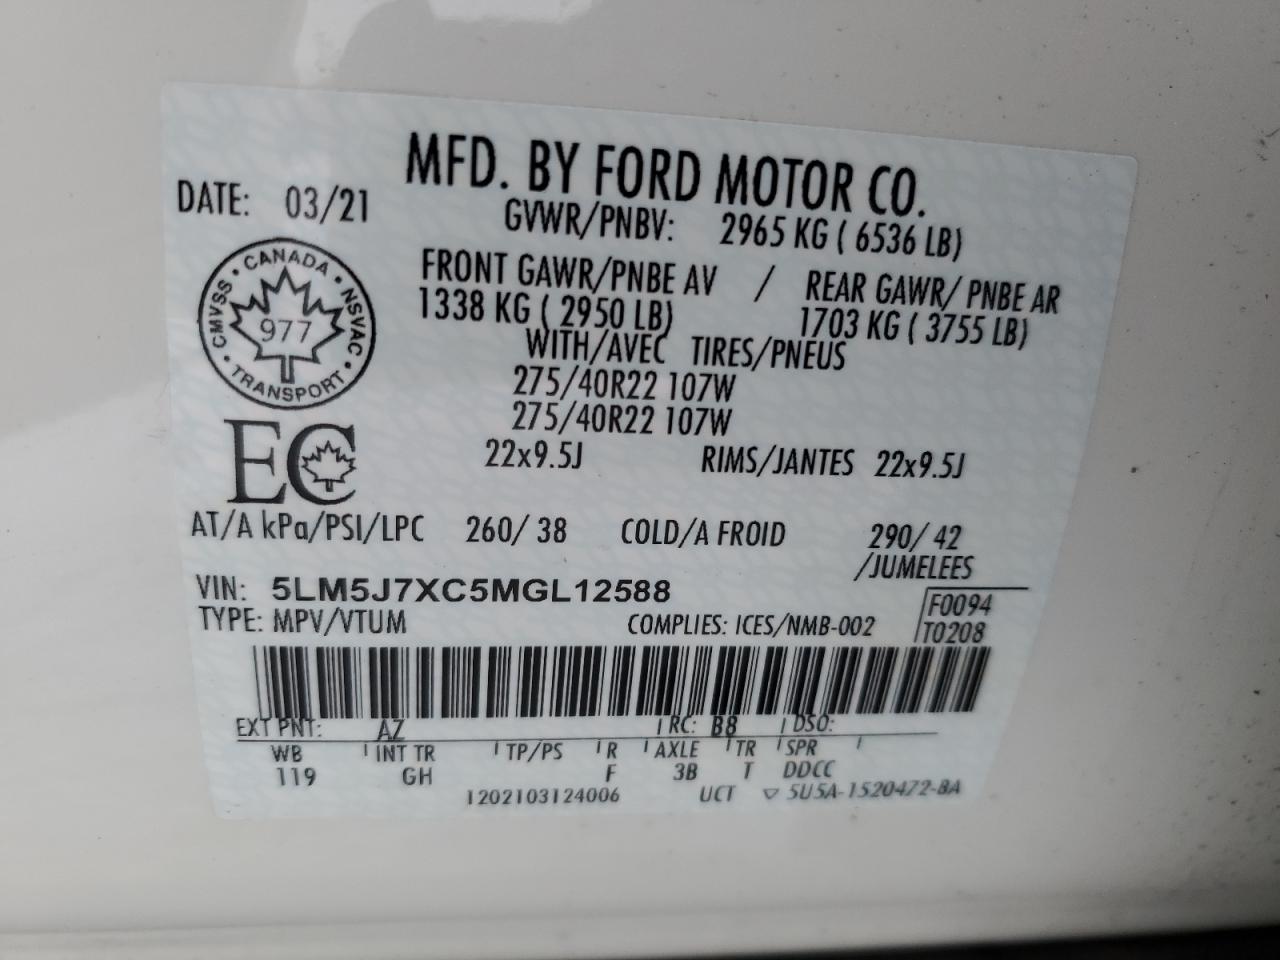 MFD. BY FORD MOTOR CO.
DATE: 03/21
GVWR/PNBV: 2965 KG ( 6536 LB)
FRONT GAWR/PNBE AV / REAR GAWR/ PNBE AR
1338 KG ( 2950 LB) 1703 KG ( 3755 LB)
WITH/AVEC TIRES/PNEUS
275/40R22 107W
275/40R22 107W
22x9.5J RIMS/JANTES 22x9.5J
CANADA
CMVSS • NSVAC
977
TRANSPORT
EC
AT/A kPa/PSI/LPC 260/ 38 COLD/A FROID 290/ 42
/JUMELEES
VIN: 5LM5J7XC5MGL12588
TYPE: MPV/VTUM COMPLIES: ICES/NMB-002
F0094
T0208
EXT PNT: AZ RC: B8 DSO:
WB INT TR TP/PS R AXLE TR SPR
119 GH F 3B T DDCC
1202103124006 UCT ▽ 5U5A-1520472-BA